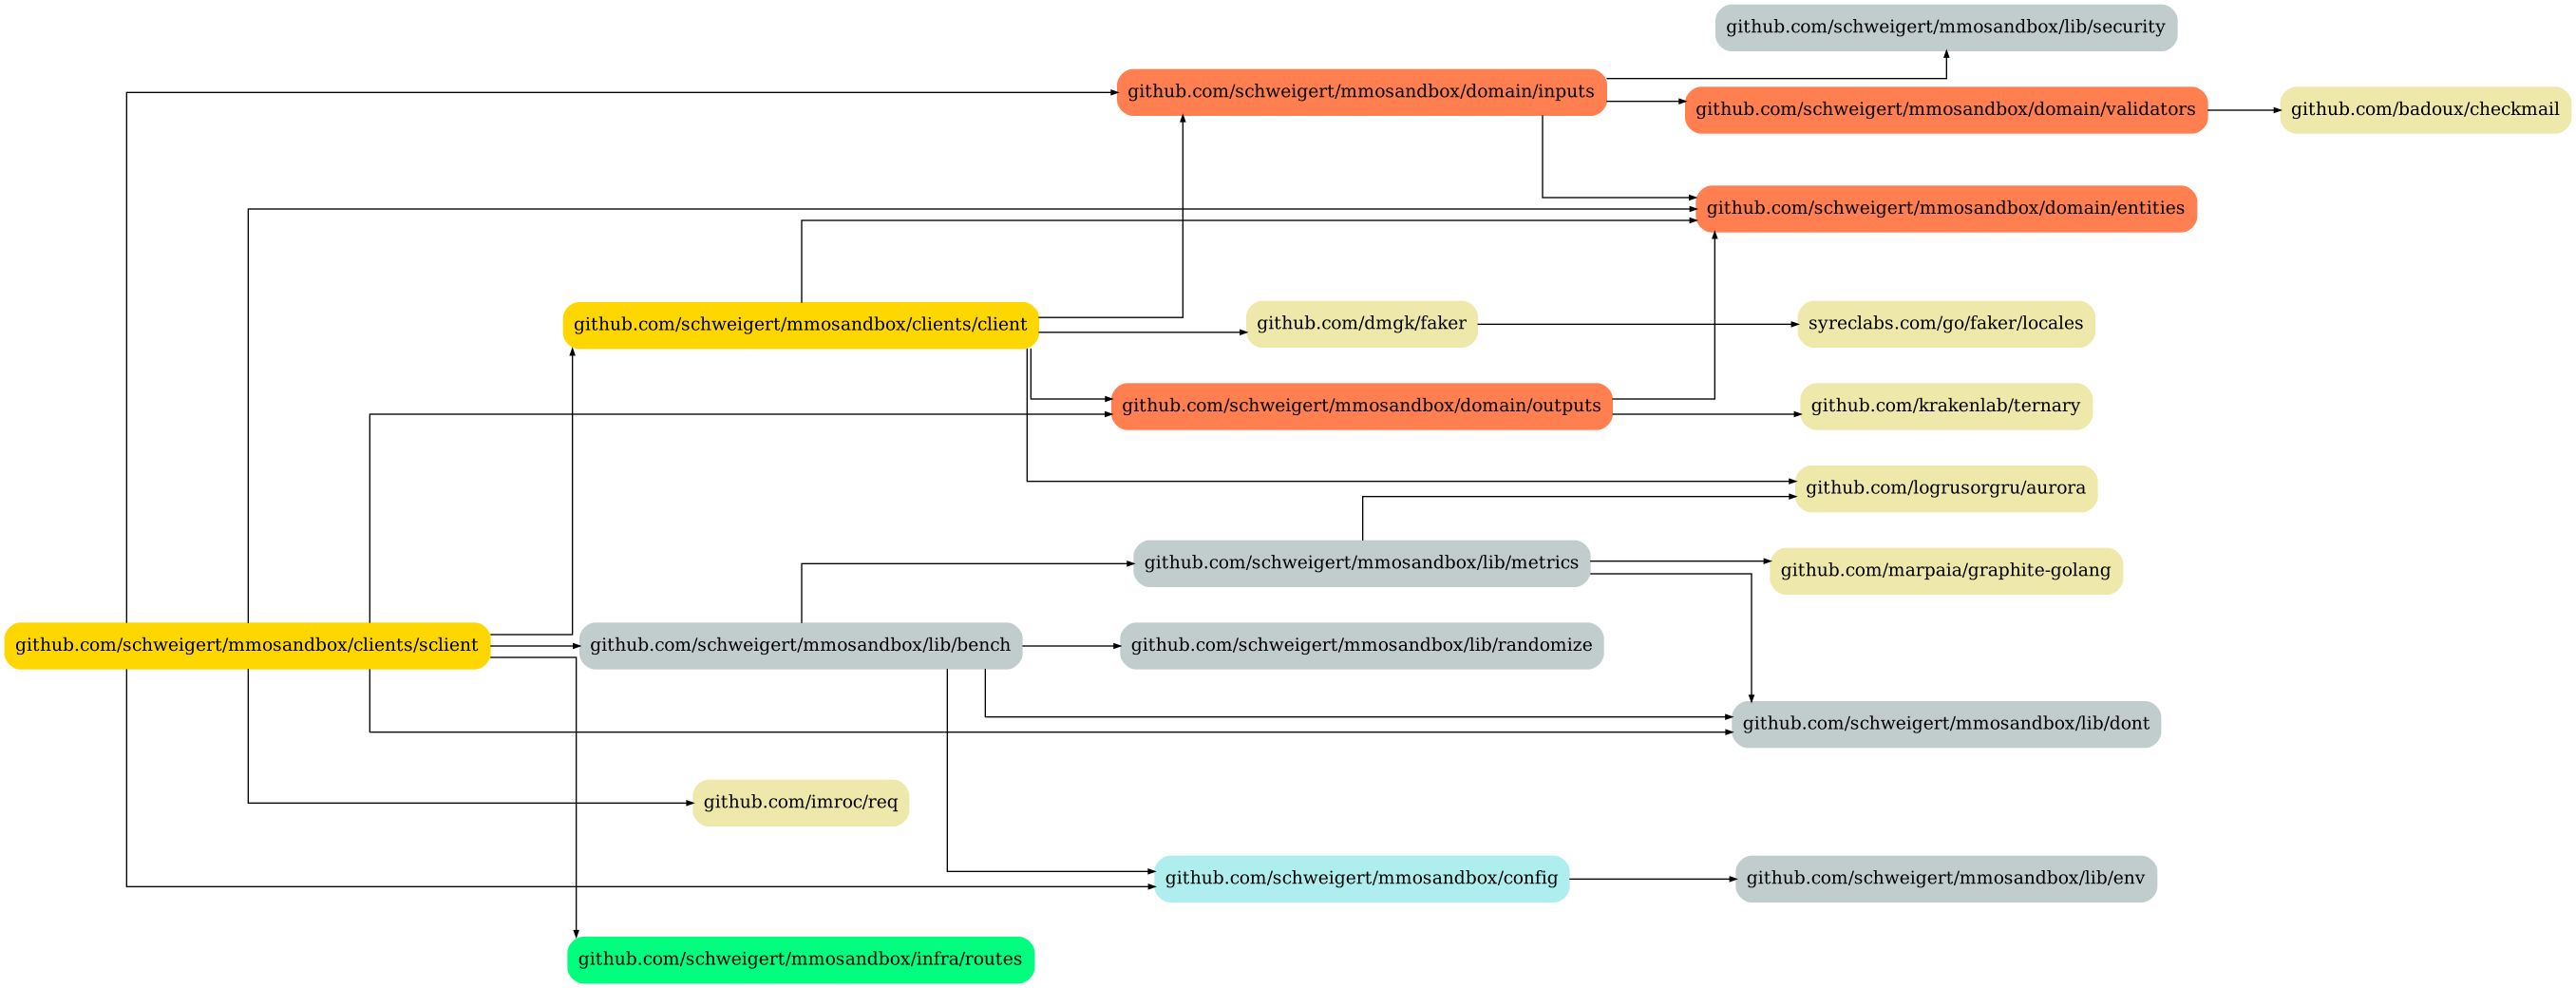 github.com/schweigert/mmosandbox/lib/security
github.com/schweigert/mmosandbox/domain/inputs
github.com/schweigert/mmosandbox/domain/validators
github.com/badoux/checkmail
github.com/schweigert/mmosandbox/domain/entities
github.com/schweigert/mmosandbox/clients/client
github.com/dmgk/faker
syreclabs.com/go/faker/locales
github.com/schweigert/mmosandbox/domain/outputs
github.com/krakenlab/ternary
github.com/logrusorgru/aurora
github.com/schweigert/mmosandbox/lib/metrics
github.com/marpaia/graphite-golang
github.com/schweigert/mmosandbox/clients/sclient
github.com/schweigert/mmosandbox/lib/bench
github.com/schweigert/mmosandbox/lib/randomize
github.com/schweigert/mmosandbox/lib/dont
github.com/imroc/req
github.com/schweigert/mmosandbox/config
github.com/schweigert/mmosandbox/lib/env
github.com/schweigert/mmosandbox/infra/routes